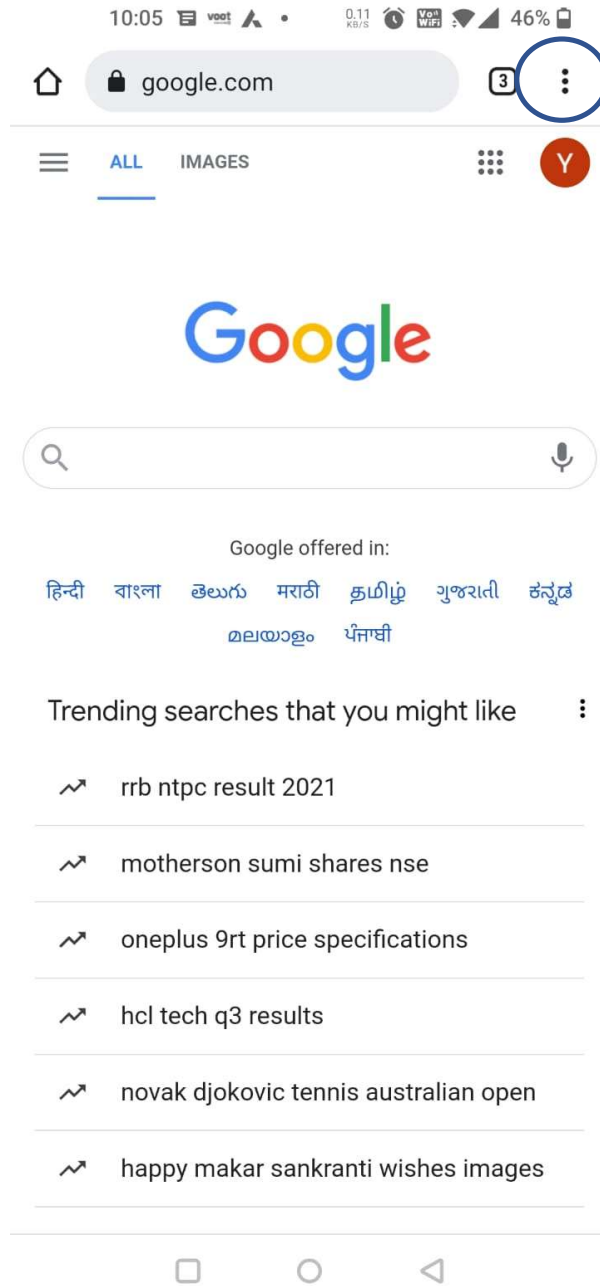 10:05 voot 0.11 KB/S Vo)) WiFi 46%
google.com 3
ALL IMAGES Y
Google
Google offered in:
हिन्दी বাংলা తెలుగు मराठी தமிழ் ગુજરાતી ಕನ್ನಡ
മലയാളം ਪੰਜਾਬੀ
Trending searches that you might like
rrb ntpc result 2021
motherson sumi shares nse
oneplus 9rt price specifications
hcl tech q3 results
novak djokovic tennis australian open
happy makar sankranti wishes images